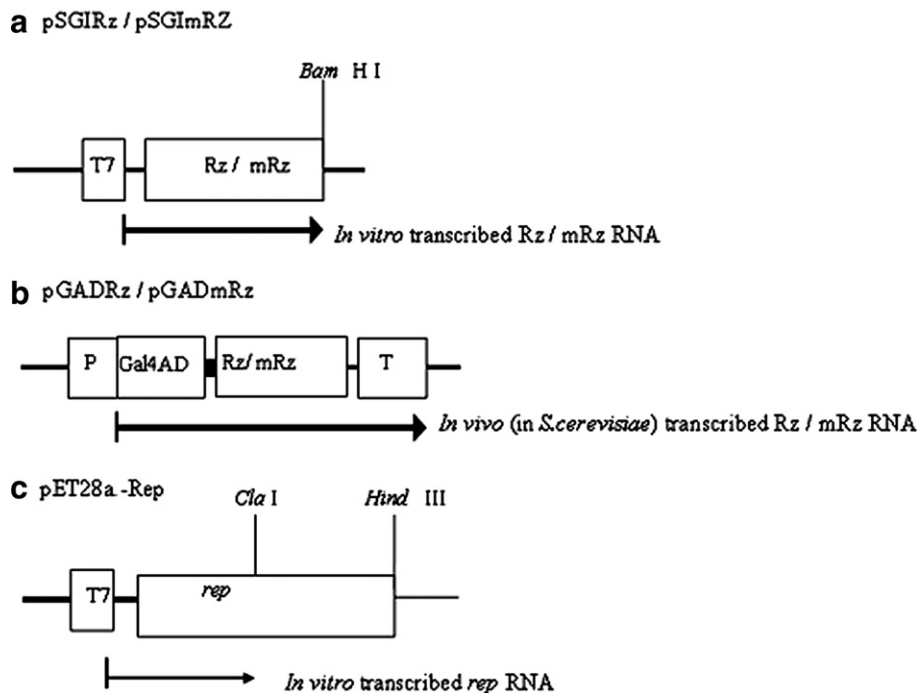 a pSGIRz / pSGImRZ
Bam H I
T7
Rz / mRz
In vitro transcribed Rz / mRz RNA
b pGADRz / pGADmRz
P
Gal4AD
Rz/ mRz
T
In vivo (in S.cerevisiae) transcribed Rz / mRz RNA
c pET28a -Rep
Cla I
Hind III
T7
rep
In vitro transcribed rep RNA